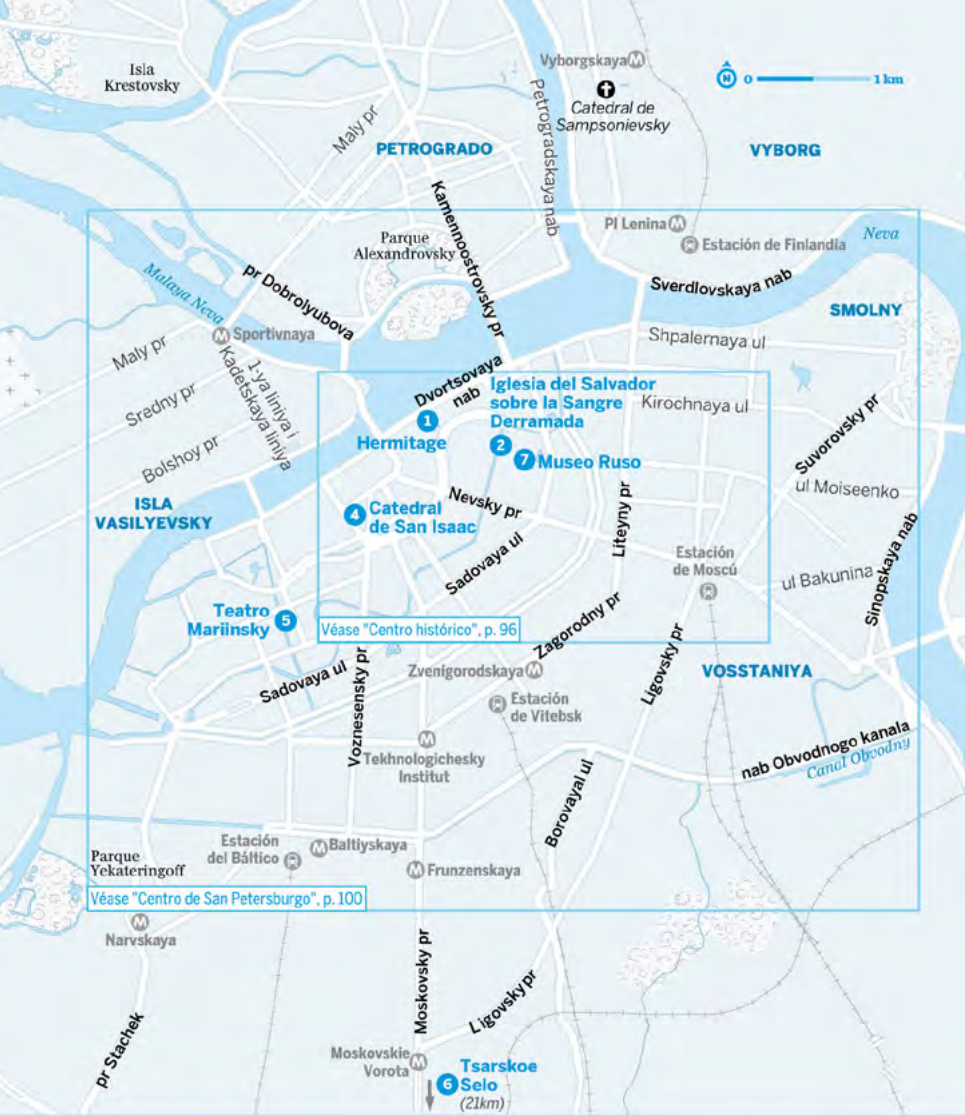 Isla
Krestovsky
Vyborgskaya M
Catedral de
Sampsonievsky
N 0 1 km
Maly pr
PETROGRADO
Petrogradskaya nab
VYBORG
Kamennoostrovsky pr
Parque
Alexandrovsky
Pl Lenina M
Estación de Finlandia
Neva
pr Dobrolyubova
Malaya Neva
Sverdlovskaya nab
SMOLNY
M Sportivnaya
Shpalernaya ul
Maly pr
1-ya liniya i
Kadetskaya liniya
Dvortsovaya
nab
Iglesia del Salvador
sobre la Sangre
Derramada
Kirochnaya ul
Sredny pr
1
Hermitage
2
7 Museo Ruso
Suvorovsky pr
Bolshoy pr
ul Moiseenko
ISLA
VASILYEVSKY
4 Catedral
de San Isaac
Nevsky pr
Liteyny pr
Sadovaya ul
Estación
de Moscú
ul Bakunina
Sinopskaya nab
Teatro
Mariinsky 5
Véase "Centro histórico", p. 96
Zagorodny pr
Ligovsky pr
VOSSTANIYA
Sadovaya ul
Voznesensky pr
Zvenigorodskaya M
Estación
de Vitebsk
M
Tekhnologichesky
Institut
nab Obvodnogo kanala
Canal Obvodny
Borovayal ul
Estación
del Báltico
M Baltiyskaya
Parque
Yekateringoff
M Frunzenskaya
Véase "Centro de San Petersburgo", p. 100
M
Narvskaya
Moskovsky pr
Ligovsky pr
pr Stachek
Moskovskie
Vorota M
6 Tsarskoe
Selo
(21km)